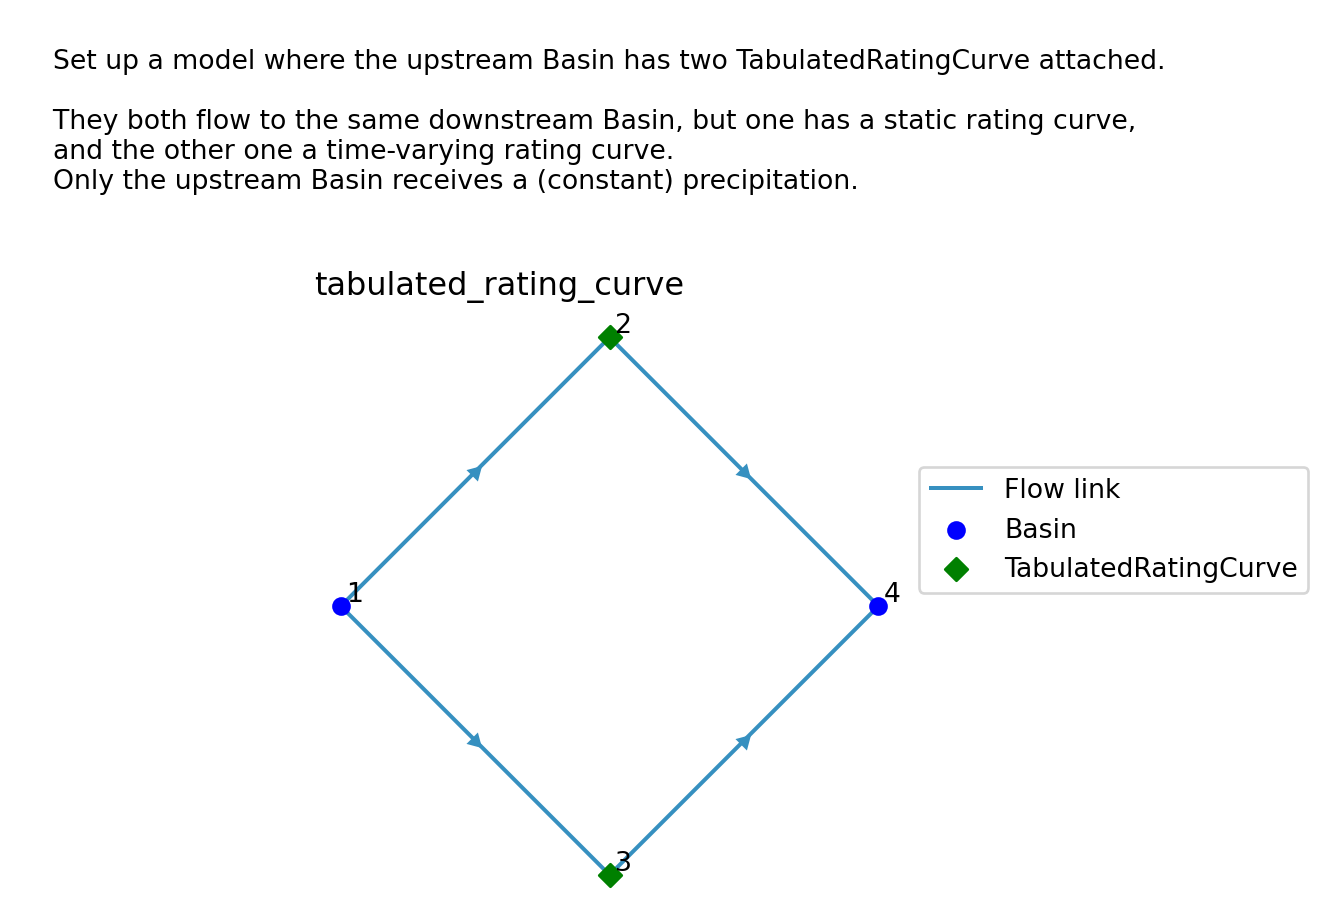 Set up a model where the upstream Basin has two TabulatedRatingCurve attached.
They both flow to the same downstream Basin, but one has a static rating curve,
and the other one a time-varying rating curve.
Only the upstream Basin receives a (constant) precipitation.
tabulated_rating_curve
2
1
4
3
Flow link
Basin
TabulatedRatingCurve